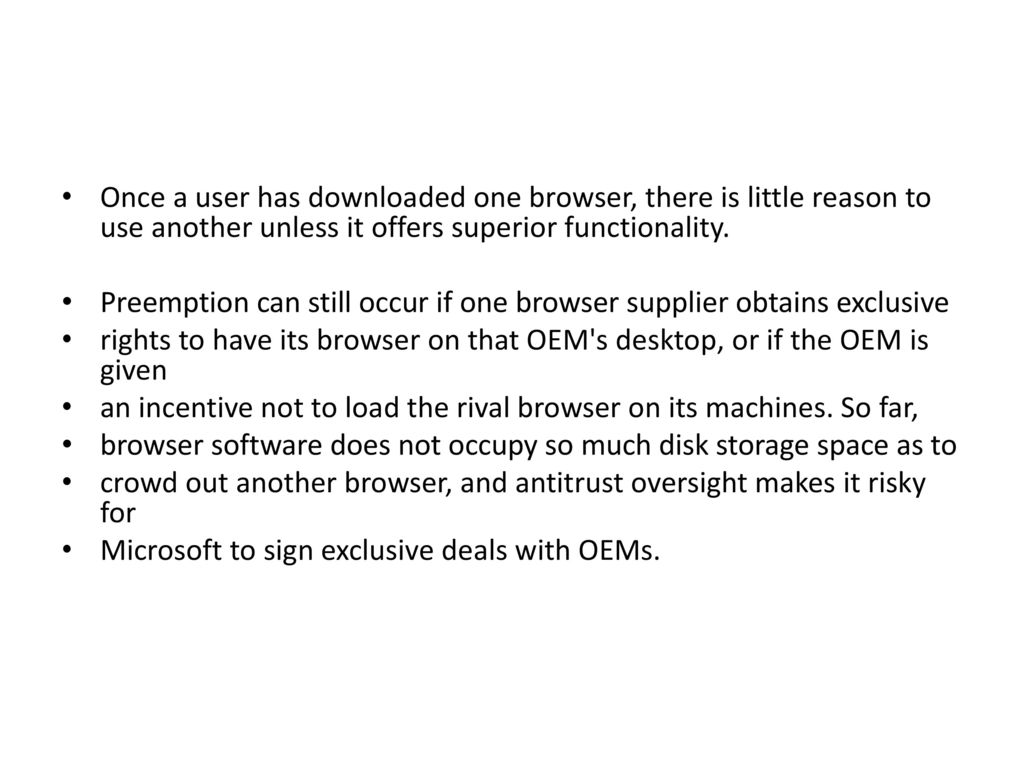 • Once a user has downloaded one browser, there is little reason to
use another unless it offers superior functionality.
• Preemption can still occur if one browser supplier obtains exclusive
• rights to have its browser on that OEM's desktop, or if the OEM is
given
• an incentive not to load the rival browser on its machines. So far,
• browser software does not occupy so much disk storage space as to
• crowd out another browser, and antitrust oversight makes it risky
for
• Microsoft to sign exclusive deals with OEMs.